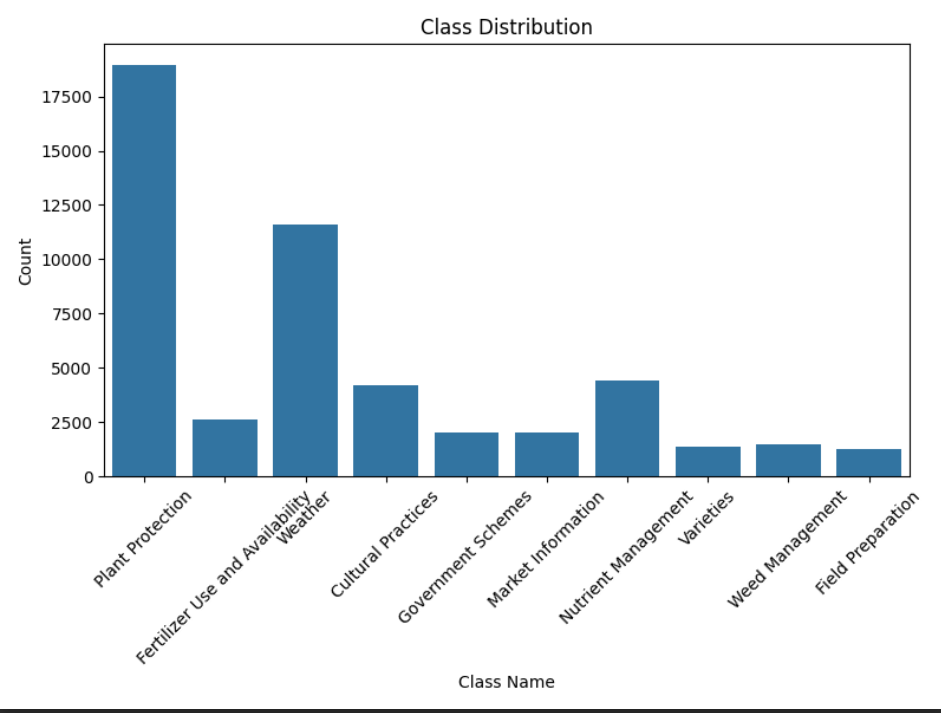 Class Distribution
Count
17500
15000
12500
10000
7500
5000
2500
0
Plant Protection
Fertilizer Use and Availability
Weather
Cultural Practices
Government Schemes
Market Information
Nutrient Management
Varieties
Weed Management
Field Preparation
Class Name